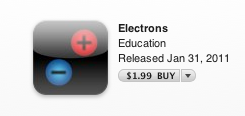 Electrons
Education
Released Jan 31, 2011
$1.99 BUY